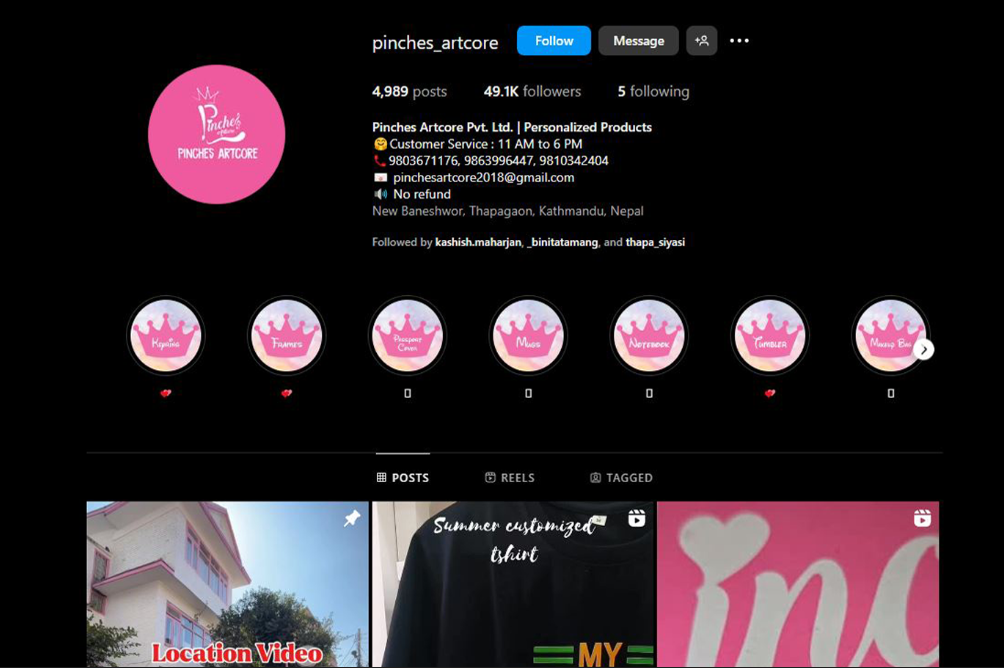 pinches_artcore
Follow
Message
4,989 posts
49.1K followers
5 following
Pinches Artcore
PINCHES ARTCORE
Pinches Artcore Pvt. Ltd. | Personalized Products
🤗Customer Service : 11 AM to 6 PM
📞9803671176, 9863996447, 9810342404
📧 pinchesartcore2018@gmail.com
🔊 No refund
New Baneshwor, Thapagaon, Kathmandu, Nepal
Followed by kashish.maharjan, _binitatamang, and thapa_siyasi
Keyring
Frames
Passport
Cover
Mugs
Notebook
Tumbler
Makeup Bag
POSTS
REELS
TAGGED
Summer customized
tshirt
Location Video
MY
inc